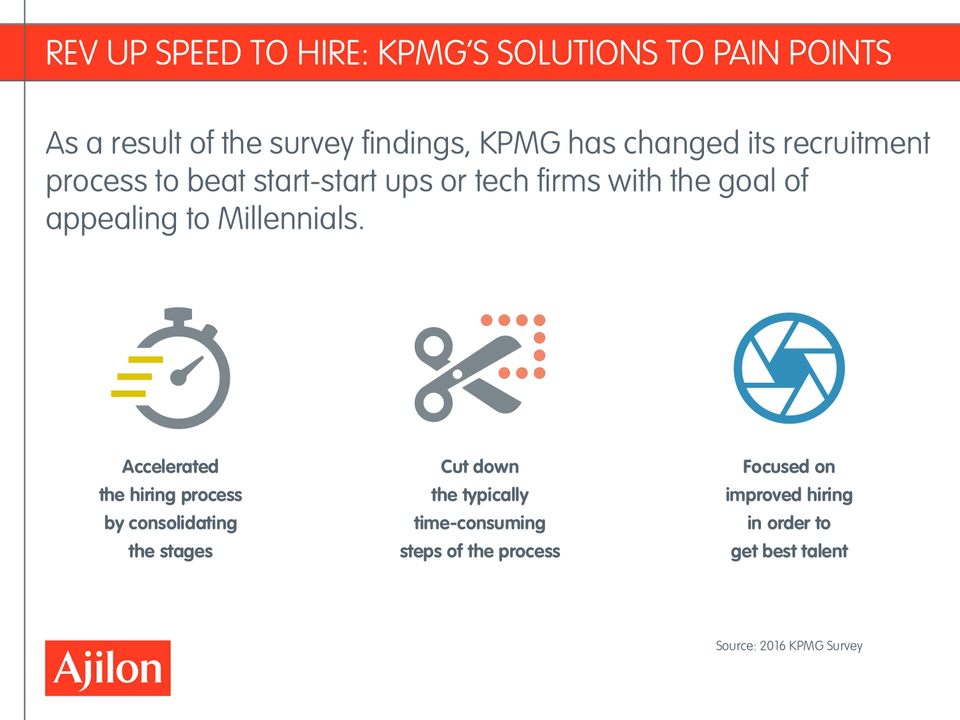 REV UP SPEED TO HIRE: KPMG'S SOLUTIONS TO PAIN POINTS
As a result of the survey findings, KPMG has changed its recruitment
process to beat start-start ups or tech firms with the goal of
appealing to Millennials.
Accelerated
the hiring process
by consolidating
the stages
Cut down
the typically
time-consuming
steps of the process
Focused on
improved hiring
in order to
get best talent
Source: 2016 KPMG Survey
Ajilon